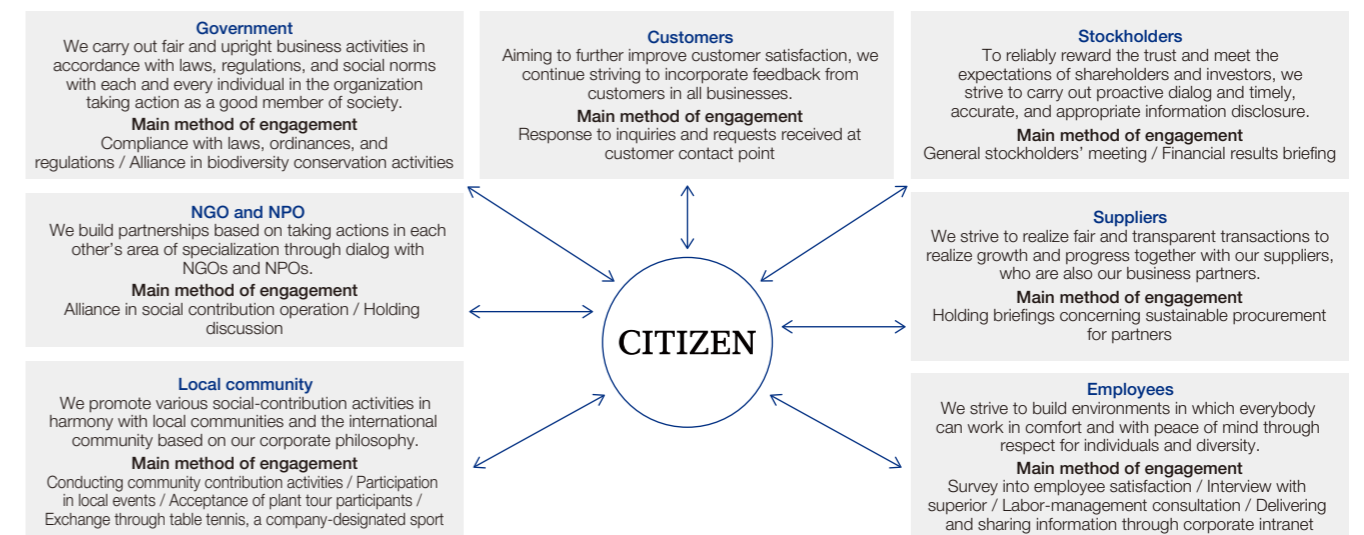 Government
We carry out fair and upright business activities in
accordance with laws, regulations, and social norms
with each and every individual in the organization
taking action as a good member of society.
Main method of engagement
Compliance with laws, ordinances, and
regulations / Alliance in biodiversity conservation activities
Customers
Aiming to further improve customer satisfaction, we
continue striving to incorporate feedback from
customers in all businesses.
Main method of engagement
Response to inquiries and requests received at
customer contact point
Stockholders
To reliably reward the trust and meet the
expectations of shareholders and investors, we
strive to carry out proactive dialog and timely,
accurate, and appropriate information disclosure.
Main method of engagement
General stockholders’ meeting / Financial results briefing
NGO and NPO
We build partnerships based on taking actions in each
other’s area of specialization through dialog with
NGOs and NPOs.
Main method of engagement
Alliance in social contribution operation / Holding
discussion
CITIZEN
Suppliers
We strive to realize fair and transparent transactions to
realize growth and progress together with our suppliers,
who are also our business partners.
Main method of engagement
Holding briefings concerning sustainable procurement
for partners
Local community
We promote various social-contribution activities in
harmony with local communities and the international
community based on our corporate philosophy.
Main method of engagement
Conducting community contribution activities / Participation
in local events / Acceptance of plant tour participants /
Exchange through table tennis, a company-designated sport
Employees
We strive to build environments in which everybody
can work in comfort and with peace of mind through
respect for individuals and diversity.
Main method of engagement
Survey into employee satisfaction / Interview with
superior / Labor-management consultation / Delivering
and sharing information through corporate intranet